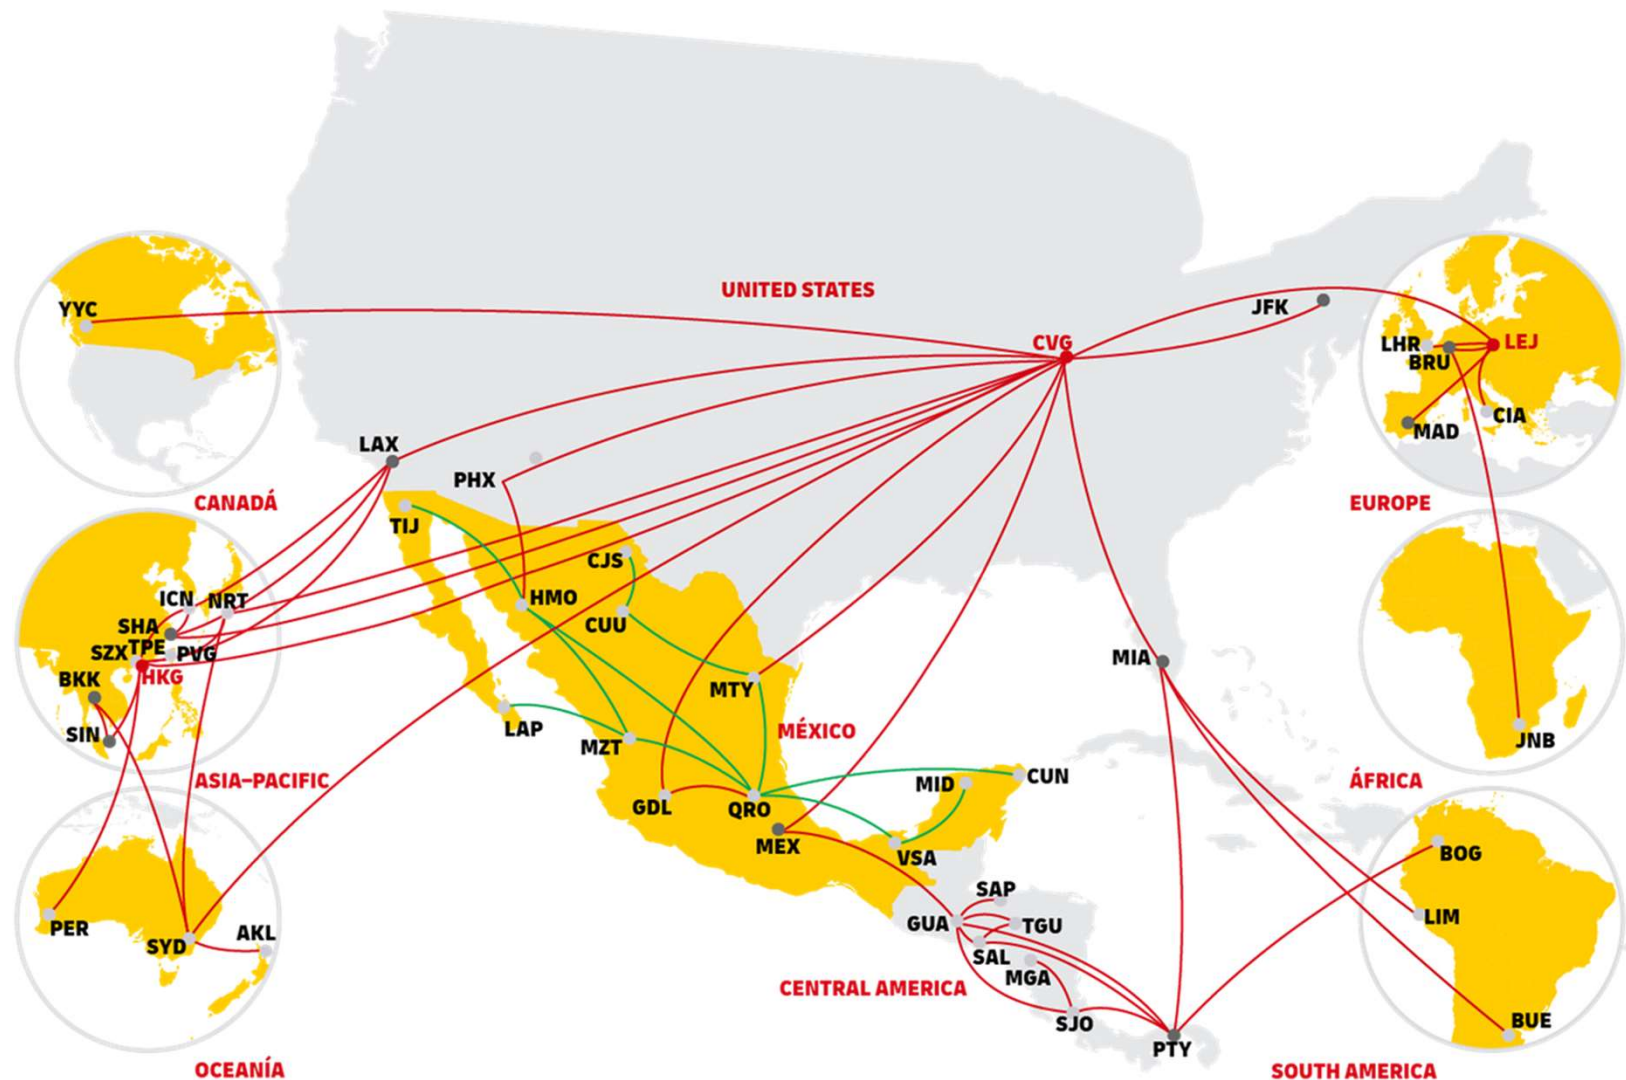 UNITED STATES
YYC
JFK
CVG
LHR
BRU
LEJ
CIA
MAD
LAX
PHX
CANADÁ
EUROPE
TIJ
CJS
HMO
CUU
ICN
NRT
SHA
TPE
SZX
PVG
HKG
BKK
SIN
MIA
MTY
LAP
MZT
MÉXICO
JNB
ASIA–PACIFIC
ÁFRICA
GDL
QRO
MID
CUN
MEX
VSA
BOG
SAP
GUA
TGU
LIM
PER
SYD
AKL
SAL
MGA
CENTRAL AMERICA
SJO
BUE
PTY
OCEANÍA
SOUTH AMERICA